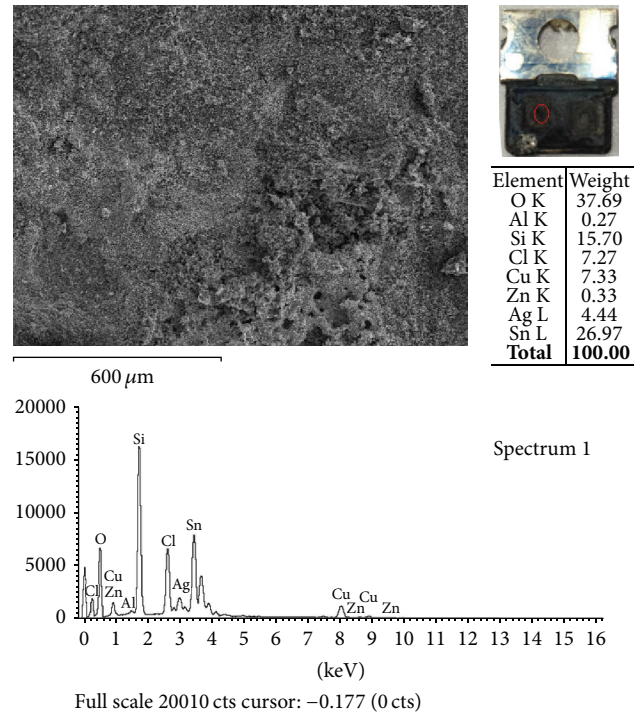 600 µm
Element Weight
O K 37.69
Al K 0.27
Si K 15.70
Cl K 7.27
Cu K 7.33
Zn K 0.33
Ag L 4.44
Sn L 26.97
Total 100.00
Spectrum 1
20000
15000
10000
5000
0
Si
O
Cl
Cu
Zn
Al
Cl
Ag
Sn
Cu
Zn
Cu
Zn
0 1 2 3 4 5 6 7 8 9 10 11 12 13 14 15 16
(keV)
Full scale 20010 cts cursor: −0.177 (0 cts)